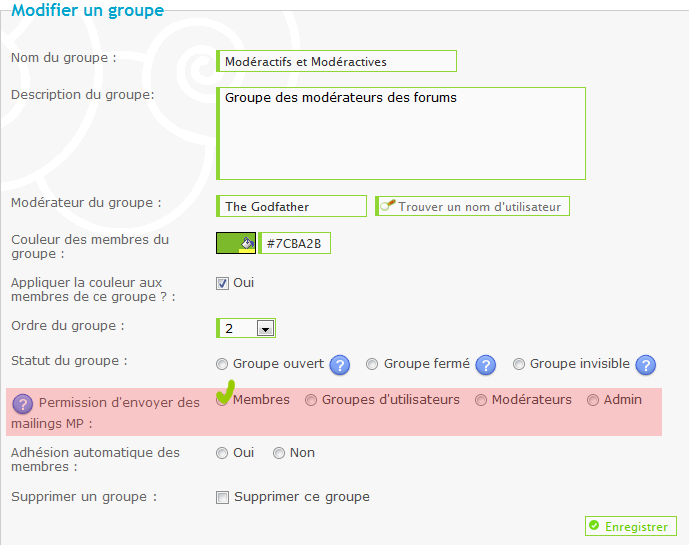 Modifier un groupe
Nom du groupe :
Modéractifs et Modéractives
Description du groupe:
Groupe des modérateurs des forums
Modérateur du groupe :
The Godfather
Trouver un nom d'utilisateur
Couleur des membres du
groupe :
#7CBA2B
Appliquer la couleur aux
membres de ce groupe ? :
Oui
Ordre du groupe :
2
Statut du groupe :
Groupe ouvert ? Groupe fermé ? Groupe invisible ?
? Permission d'envoyer des
mailings MP :
Membres Groupes d'utilisateurs Modérateurs Admin
Adhésion automatique des
membres :
Oui Non
Supprimer un groupe :
Supprimer ce groupe
Enregistrer